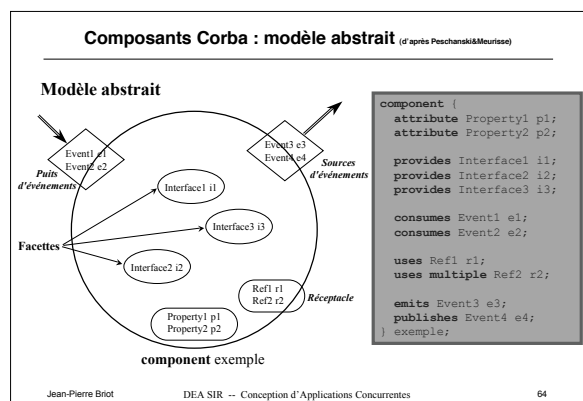 Composants Corba : modèle abstrait (d'après Peschanski&Meurisse)
Modèle abstrait
Event1 e1
Event2 e2
Puits
d'événements
Event3 e3
Event4 e4
Sources
d'événements
Interface1 i1
Interface3 i3
Facettes
Interface2 i2
Ref1 r1
Ref2 r2
Réceptacle
Property1 p1
Property2 p2
component exemple
component {
attribute Property1 p1;
attribute Property2 p2;
provides Interface1 i1;
provides Interface2 i2;
provides Interface3 i3;
consumes Event1 e1;
consumes Event2 e2;
uses Ref1 r1;
uses multiple Ref2 r2;
emits Event3 e3;
publishes Event4 e4;
} exemple;
Jean-Pierre Briot
DEA SIR -- Conception d'Applications Concurrentes
64